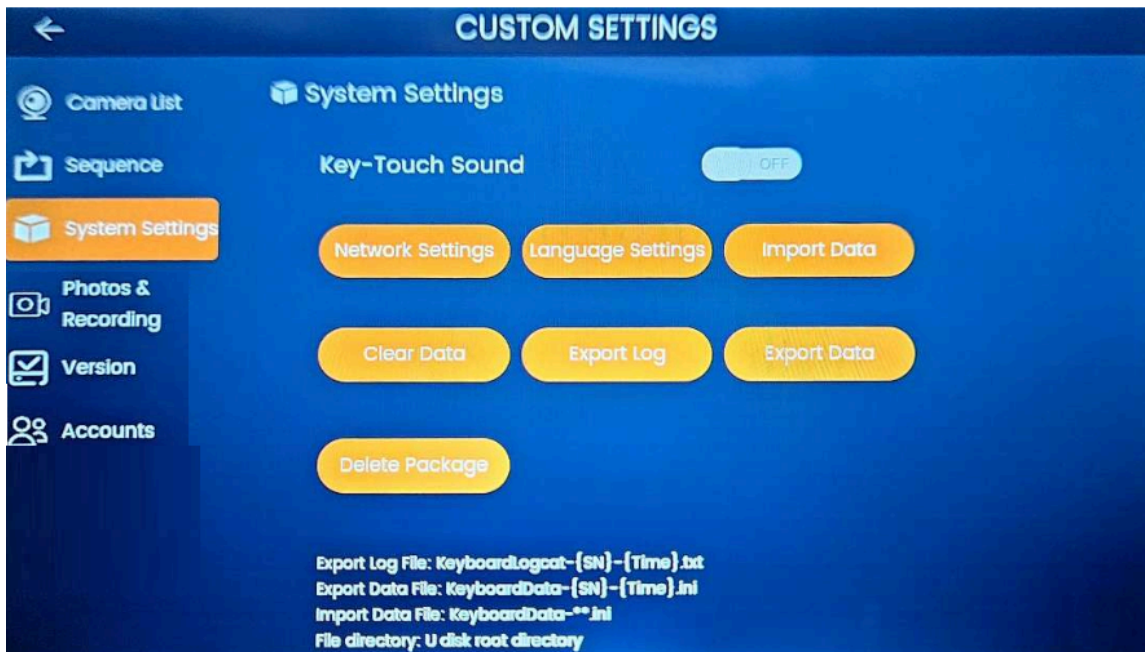 CUSTOM SETTINGS
Camera List
Sequence
System Settings
Photos &
Recording
Version
Accounts
System Settings
Key-Touch Sound
OFF
Network Settings
Language Settings
Import Data
Clear Data
Export Log
Export Data
Delete Package
Export Log File: KeyboardLogcat-{SN}-{Time}.txt
Export Data File: KeyboardData-{SN}-{Time}.ini
Import Data File: KeyboardData-**.ini
File directory: U disk root directory